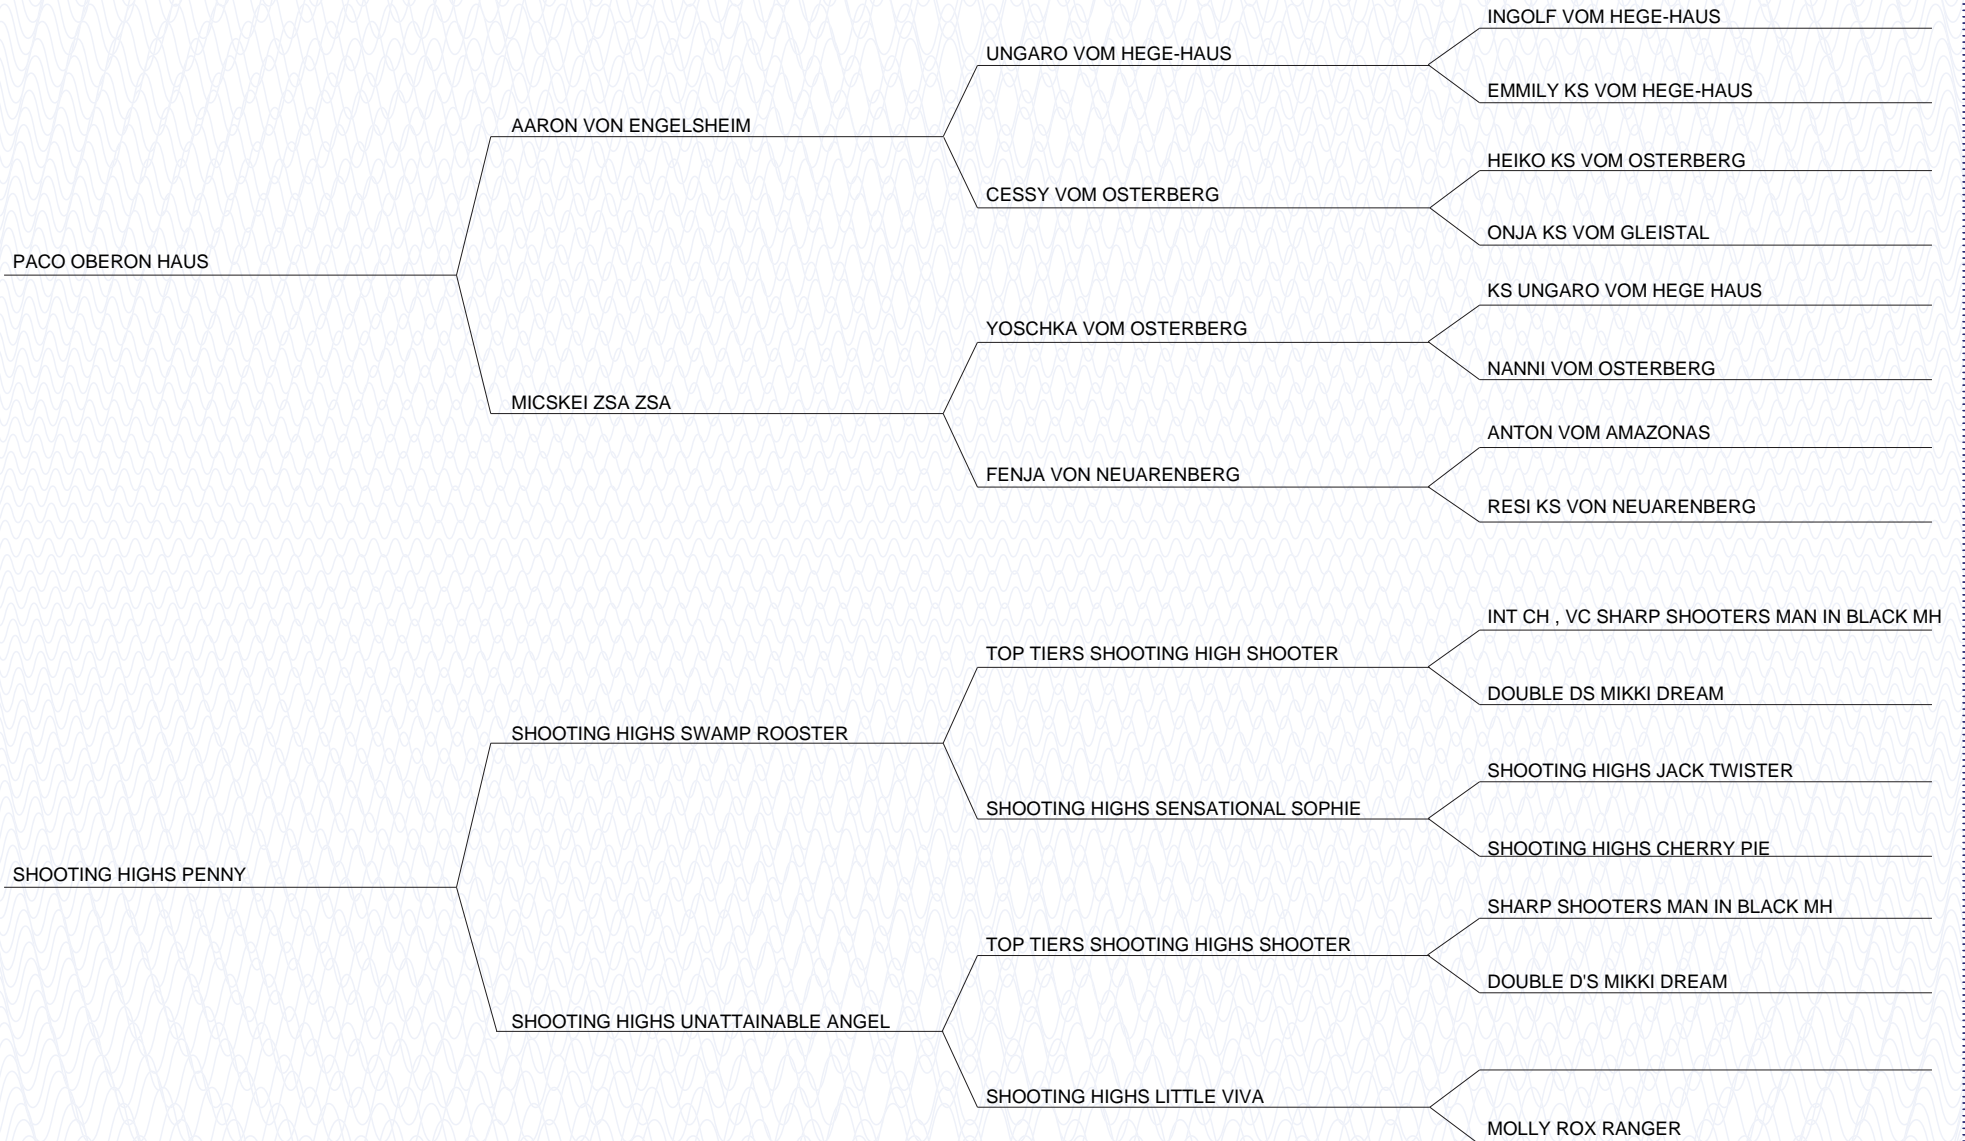 INGOLF VOM HEGE-HAUS
UNGARO VOM HEGE-HAUS
EMMILY KS VOM HEGE-HAUS
AARON VON ENGELSHEIM
HEIKO KS VOM OSTERBERG
CESSY VOM OSTERBERG
ONJA KS VOM GLEISTAL
PACO OBERON HAUS
KS UNGARO VOM HEGE HAUS
YOSCHKA VOM OSTERBERG
NANNI VOM OSTERBERG
MICSKEI ZSA ZSA
ANTON VOM AMAZONAS
FENJA VON NEUARENBERG
RESI KS VON NEUARENBERG
INT CH , VC SHARP SHOOTERS MAN IN BLACK MH
TOP TIERS SHOOTING HIGH SHOOTER
DOUBLE DS MIKKI DREAM
SHOOTING HIGHS SWAMP ROOSTER
SHOOTING HIGHS JACK TWISTER
SHOOTING HIGHS SENSATIONAL SOPHIE
SHOOTING HIGHS CHERRY PIE
SHOOTING HIGHS PENNY
SHARP SHOOTERS MAN IN BLACK MH
TOP TIERS SHOOTING HIGHS SHOOTER
DOUBLE D'S MIKKI DREAM
SHOOTING HIGHS UNATTAINABLE ANGEL
SHOOTING HIGHS LITTLE VIVA
MOLLY ROX RANGER